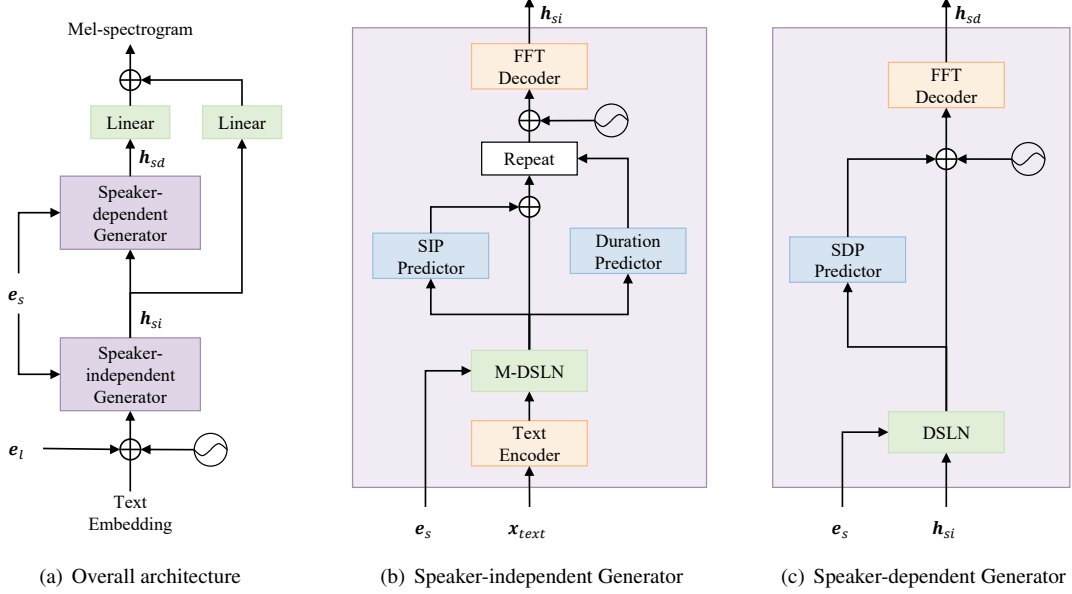 Mel-spectrogram
Linear
Linear
h_sd
Speaker-
dependent
Generator
e_s
h_si
Speaker-
independent
Generator
e_l
Text
Embedding
(a) Overall architecture
h_si
FFT
Decoder
Repeat
SIP
Predictor
Duration
Predictor
M-DSLN
Text
Encoder
e_s
x_text
(b) Speaker-independent Generator
h_sd
FFT
Decoder
SDP
Predictor
DSLN
e_s
h_si
(c) Speaker-dependent Generator